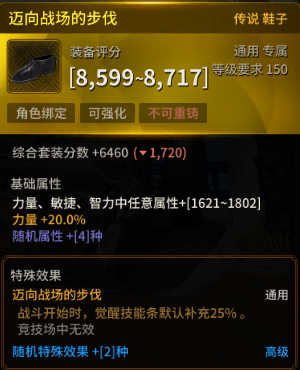 迈向战场的步伐 传说 鞋子
装备评分 通用 专属
[8,599~8,717] 等级要求 150
角色绑定 可强化 不可重铸
综合套装分数 +6460 (▼1,720)
基础属性
力量、敏捷、智力中任意属性+[1621~1802]
力量 +20.0%
随机属性 +[4]种
特殊效果
迈向战场的步伐 通用
战斗开始时，觉醒技能条默认补充25% 。
竞技场中无效
随机特殊效果 +[2]种 高级